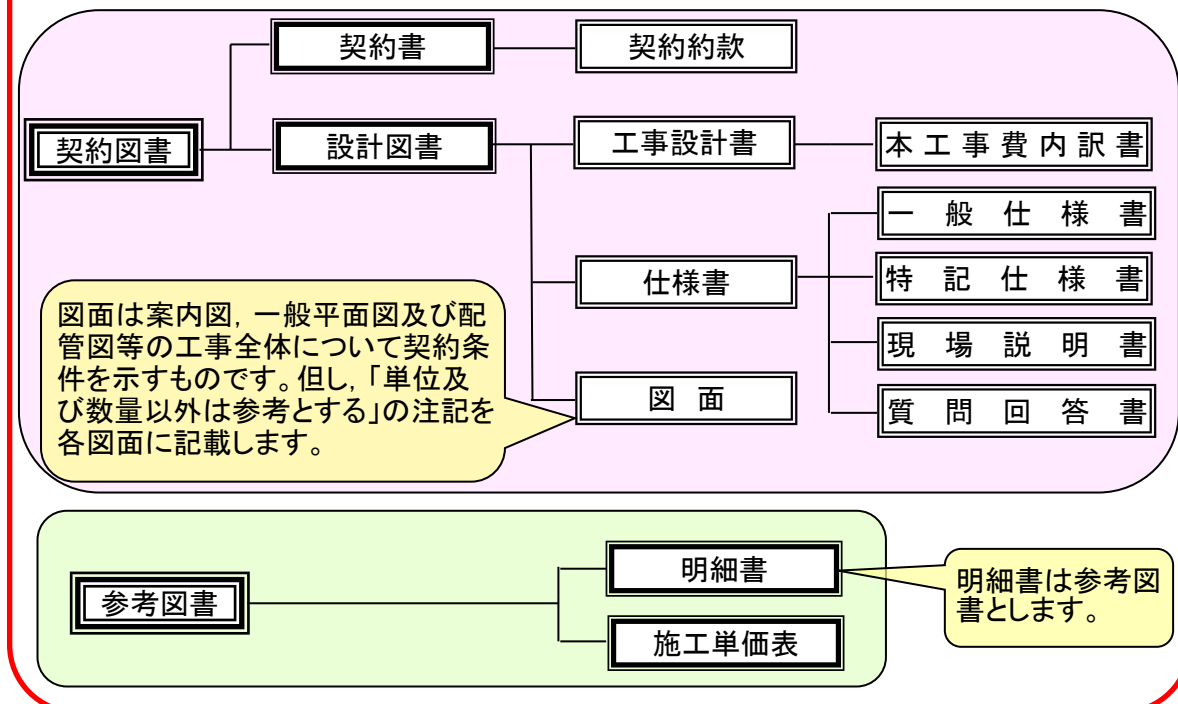 契約書
契約約款
契約図書
設計図書
工事設計書
本工事費内訳書
一般仕様書
仕様書
特記仕様書
現場説明書
図面
質問回答書
図面は案内図，一般平面図及び配
管図等の工事全体について契約条
件を示すものです。但し，「単位及
び数量以外は参考とする」の注記を
各図面に記載します。
参考図書
明細書
施工単価表
明細書は参考図
書とします。